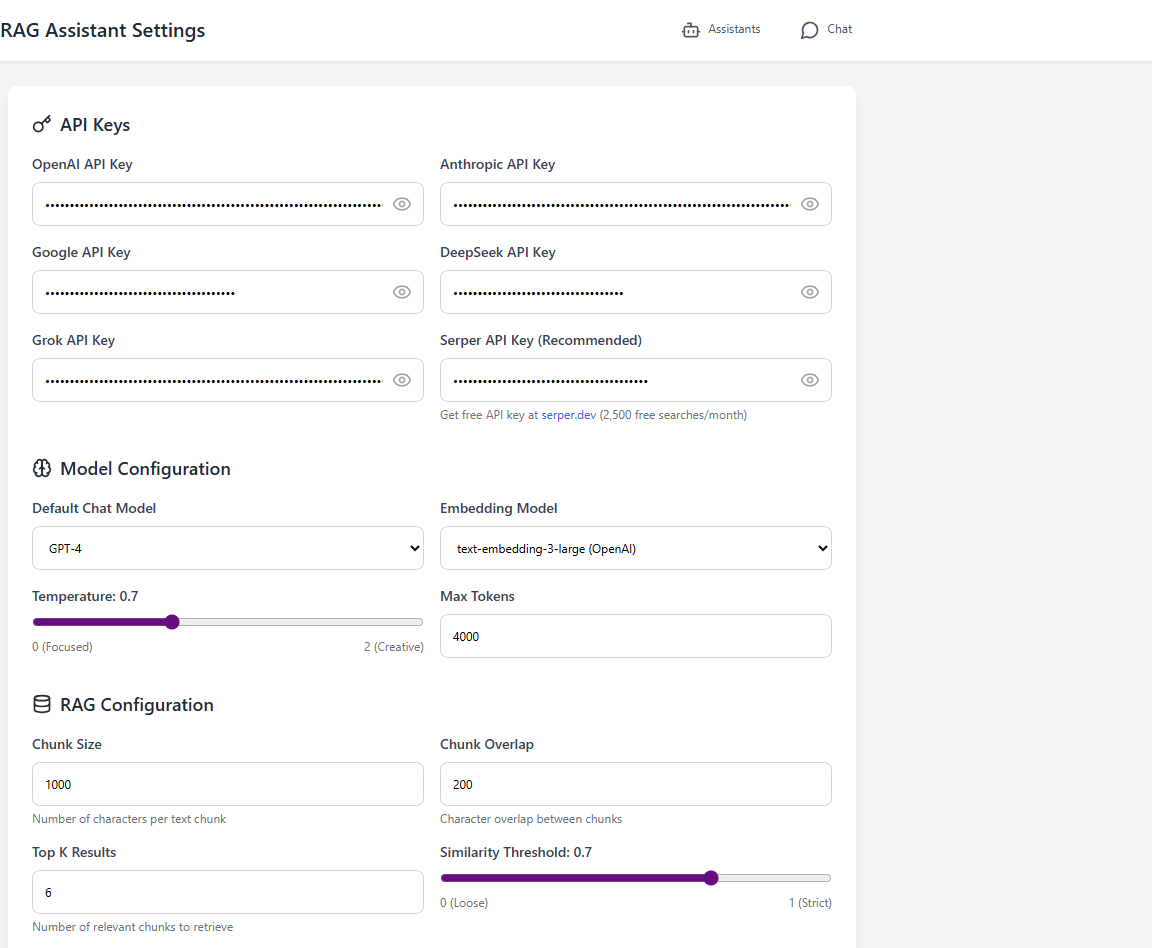 RAG Assistant Settings
Assistants
Chat
API Keys
OpenAI API Key
Anthropic API Key
Google API Key
DeepSeek API Key
Grok API Key
Serper API Key (Recommended)
Get free API key at serper.dev (2,500 free searches/month)
Model Configuration
Default Chat Model
Embedding Model
GPT-4
text-embedding-3-large (OpenAI)
Temperature: 0.7
Max Tokens
0 (Focused)
2 (Creative)
4000
RAG Configuration
Chunk Size
Chunk Overlap
1000
200
Number of characters per text chunk
Character overlap between chunks
Top K Results
Similarity Threshold: 0.7
6
0 (Loose)
1 (Strict)
Number of relevant chunks to retrieve